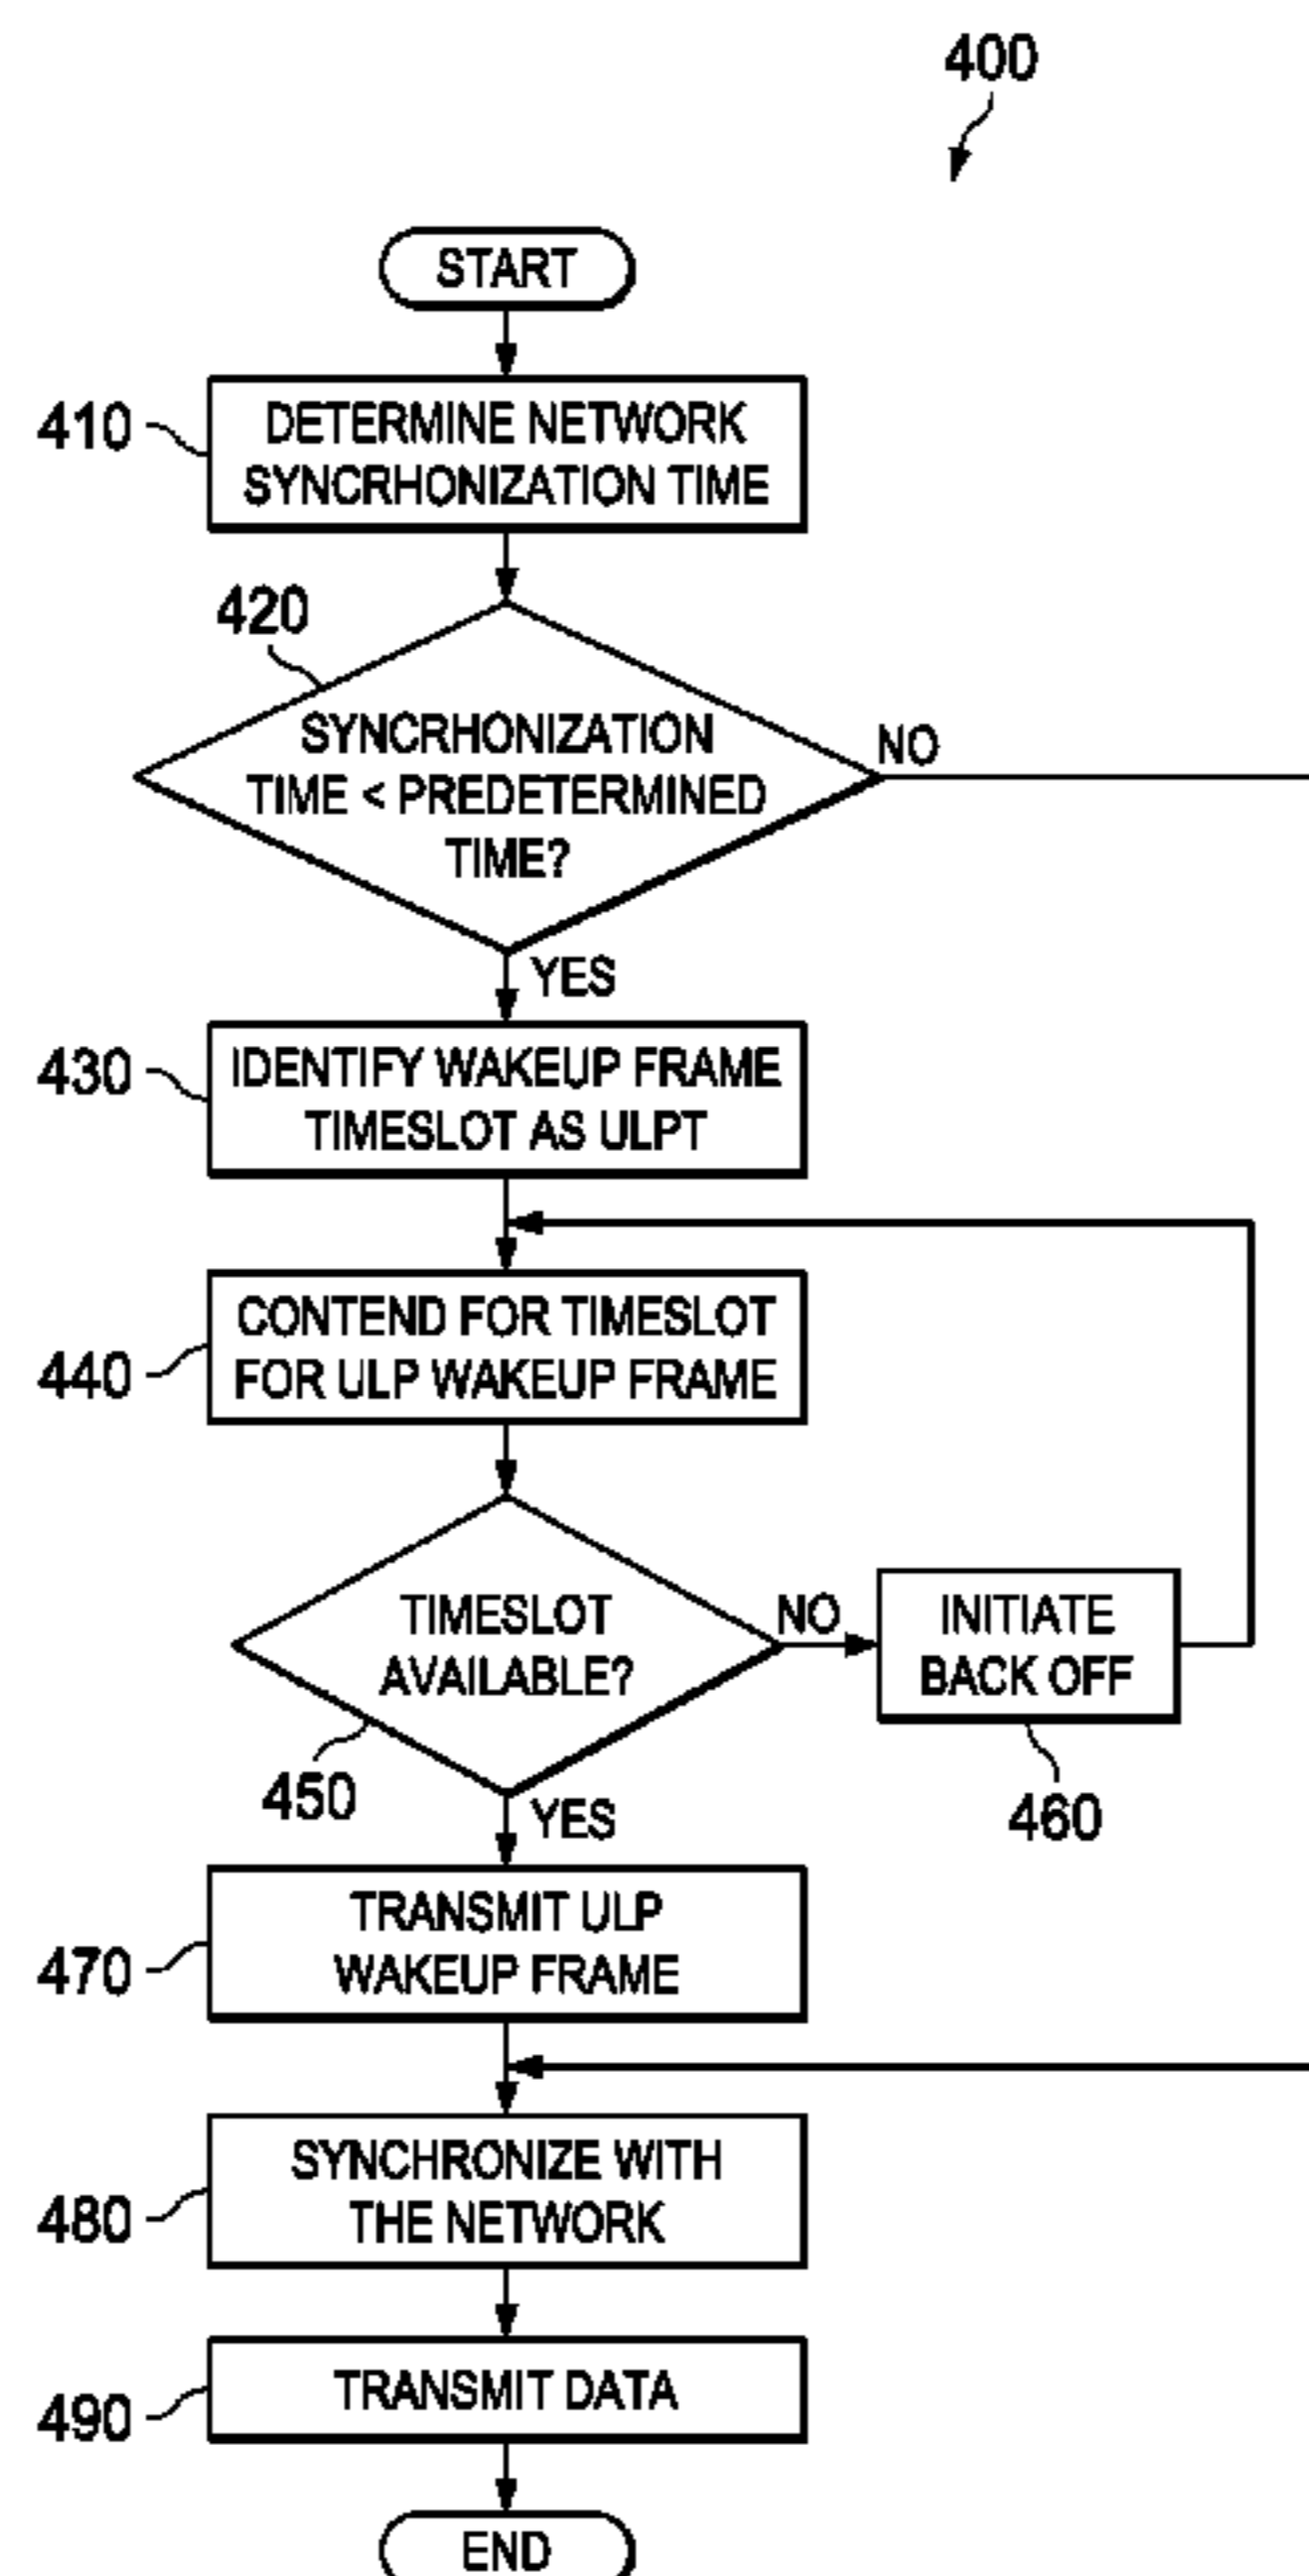 400
START
410
DETERMINE NETWORK
SYNCRHONIZATION TIME
420
SYNCRHONIZATION
TIME < PREDETERMINED
TIME?
NO
YES
430
IDENTIFY WAKEUP FRAME
TIMESLOT AS ULPT
440
CONTEND FOR TIMESLOT
FOR ULP WAKEUP FRAME
TIMESLOT
AVAILABLE?
NO
INITIATE
BACK OFF
450
YES
460
470
TRANSMIT ULP
WAKEUP FRAME
480
SYNCHRONIZE WITH
THE NETWORK
490
TRANSMIT DATA
END